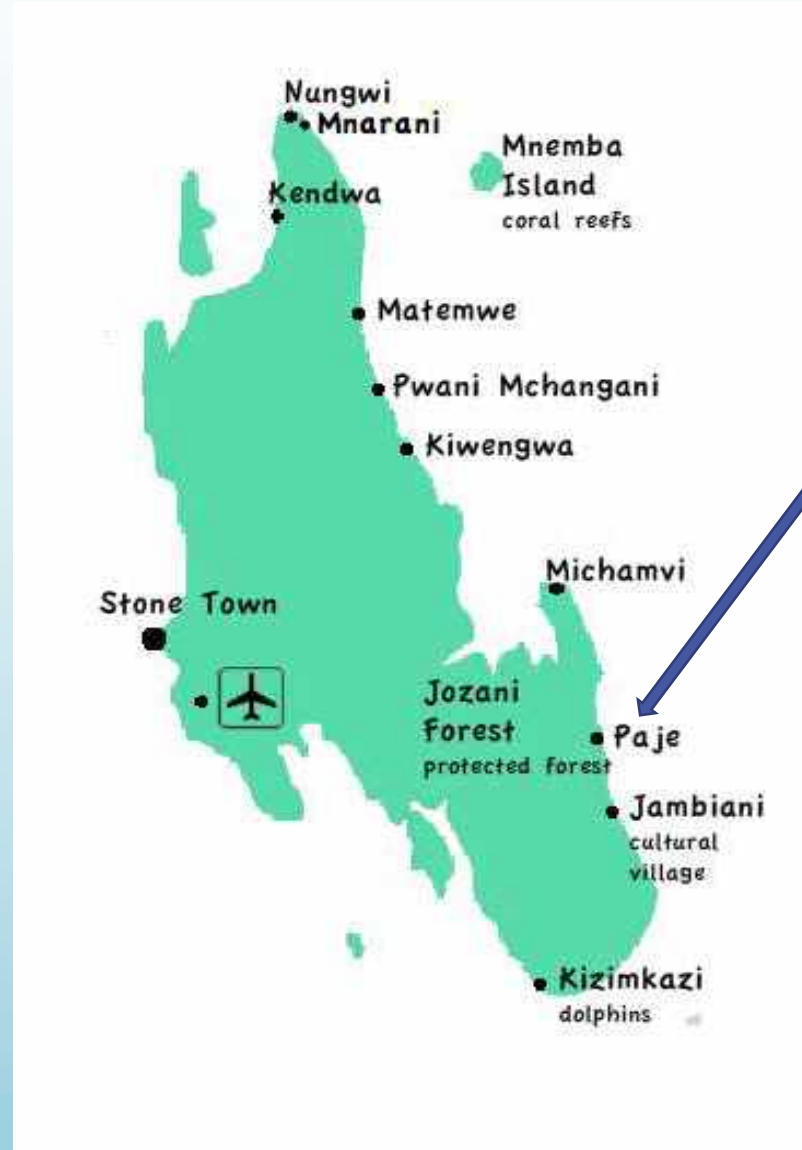 Nungwi
Mnarani
Mnemba
Island
coral reefs
Kendwa
Matemwe
Pwani Mchangani
Kiwengwa
Michamvi
Stone Town
Jozani
Forest
protected forest
Paje
Jambiani
cultural
village
Kizimkazi
dolphins